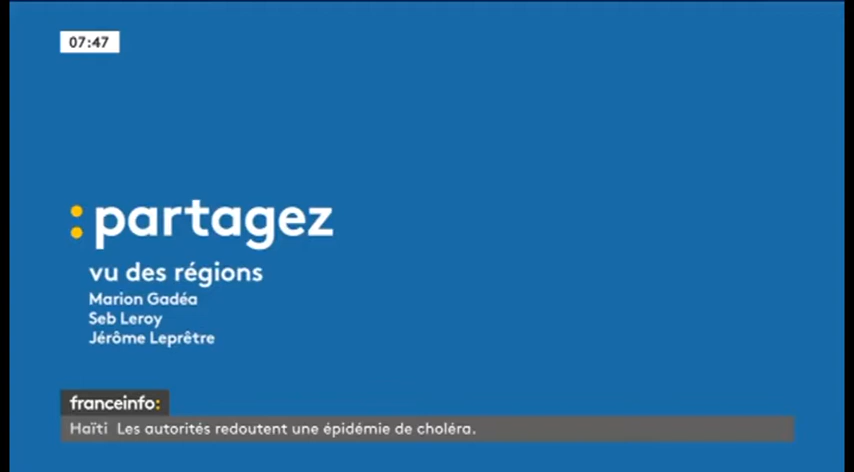 07:47
: partagez
vu des régions
Marion Gadéa
Seb Leroy
Jérôme Leprêtre
franceinfo:
Haïti Les autorités redoutent une épidémie de choléra.